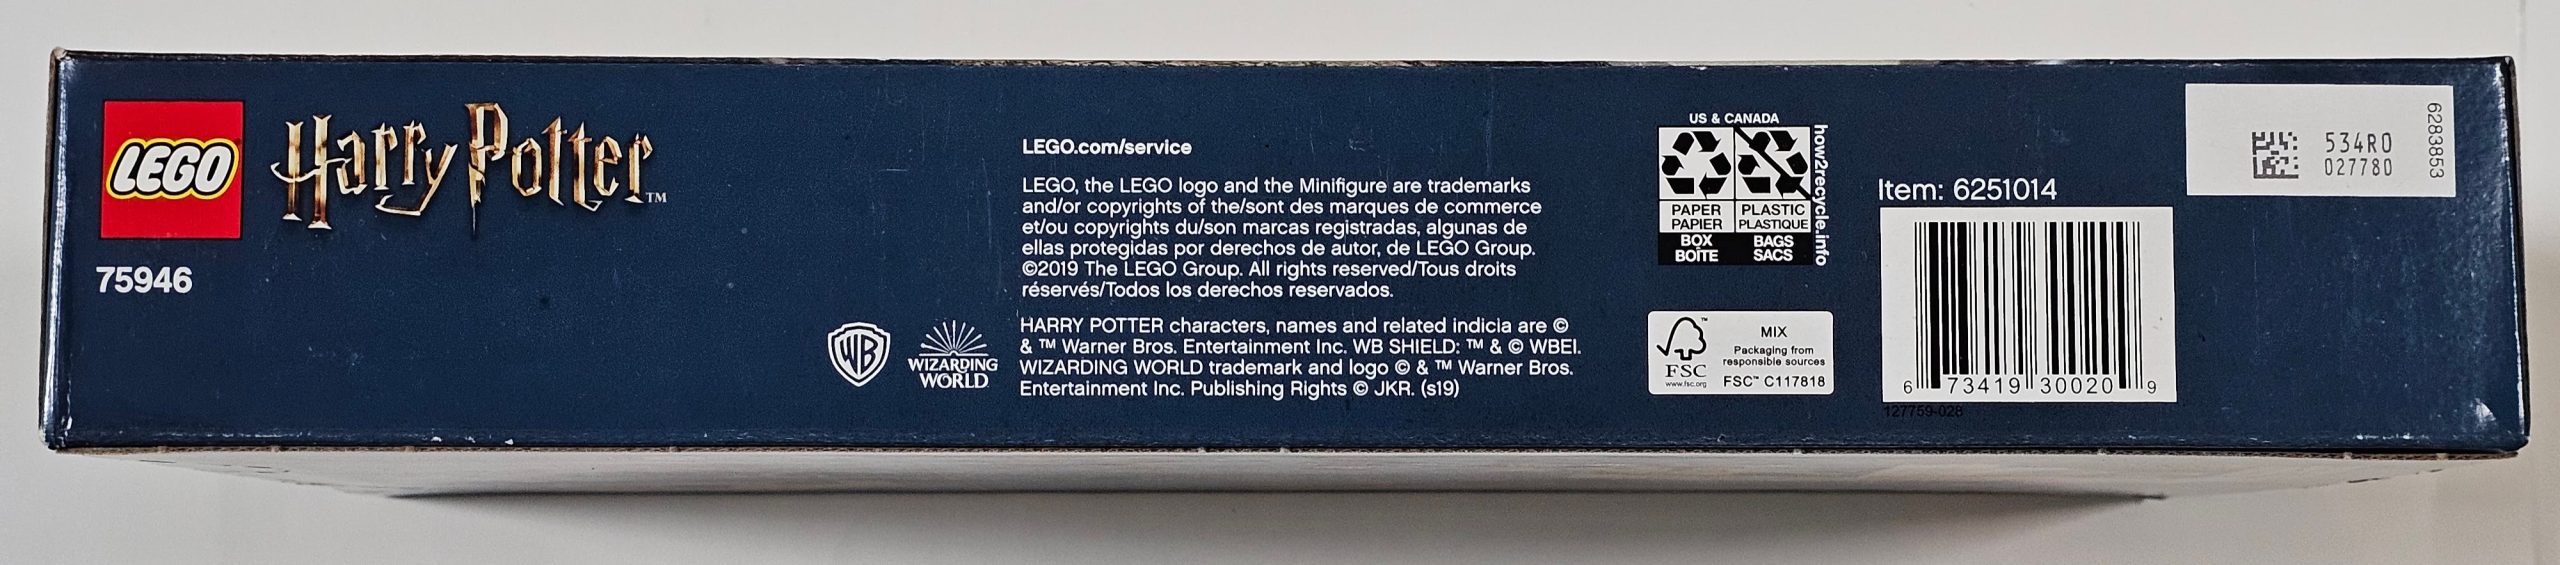 LEGO
Harry Potter™
75946
LEGO.com/service
LEGO, the LEGO logo and the Minifigure are trademarks
and/or copyrights of the/sont des marques de commerce
et/ou copyrights du/son marcas registradas, algunas de
ellas protegidas por derechos de autor, de LEGO Group.
©2019 The LEGO Group. All rights reserved/Tous droits
réservés/Todos los derechos reservados.
WB
WIZARDING
WORLD
HARRY POTTER characters, names and related indicia are ©
& ™ Warner Bros. Entertainment Inc. WB SHIELD: ™ & © WBEI.
WIZARDING WORLD trademark and logo © & ™ Warner Bros.
Entertainment Inc. Publishing Rights © JKR. (s19)
US & CANADA
PAPER
PAPIER
BOX
BOÎTE
PLASTIC
PLASTIQUE
BAGS
SACS
how2recycle.info
FSC
www.fsc.org
MIX
Packaging from
responsible sources
FSC™ C117818
Item: 6251014
6 73419 30020 9
127759-028
534R0
027780
6283853